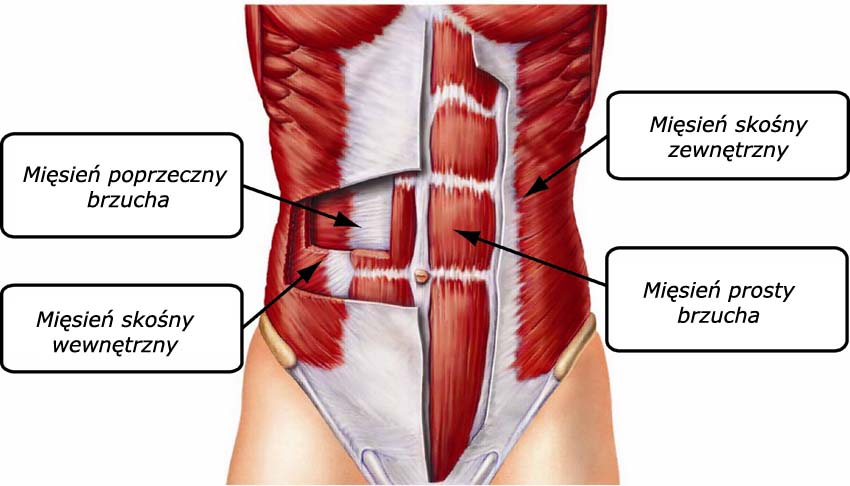 Mięsień poprzeczny
brzucha
Mięsień skośny
wewnętrzny
Mięsień skośny
zewnętrzny
Mięsień prosty
brzucha